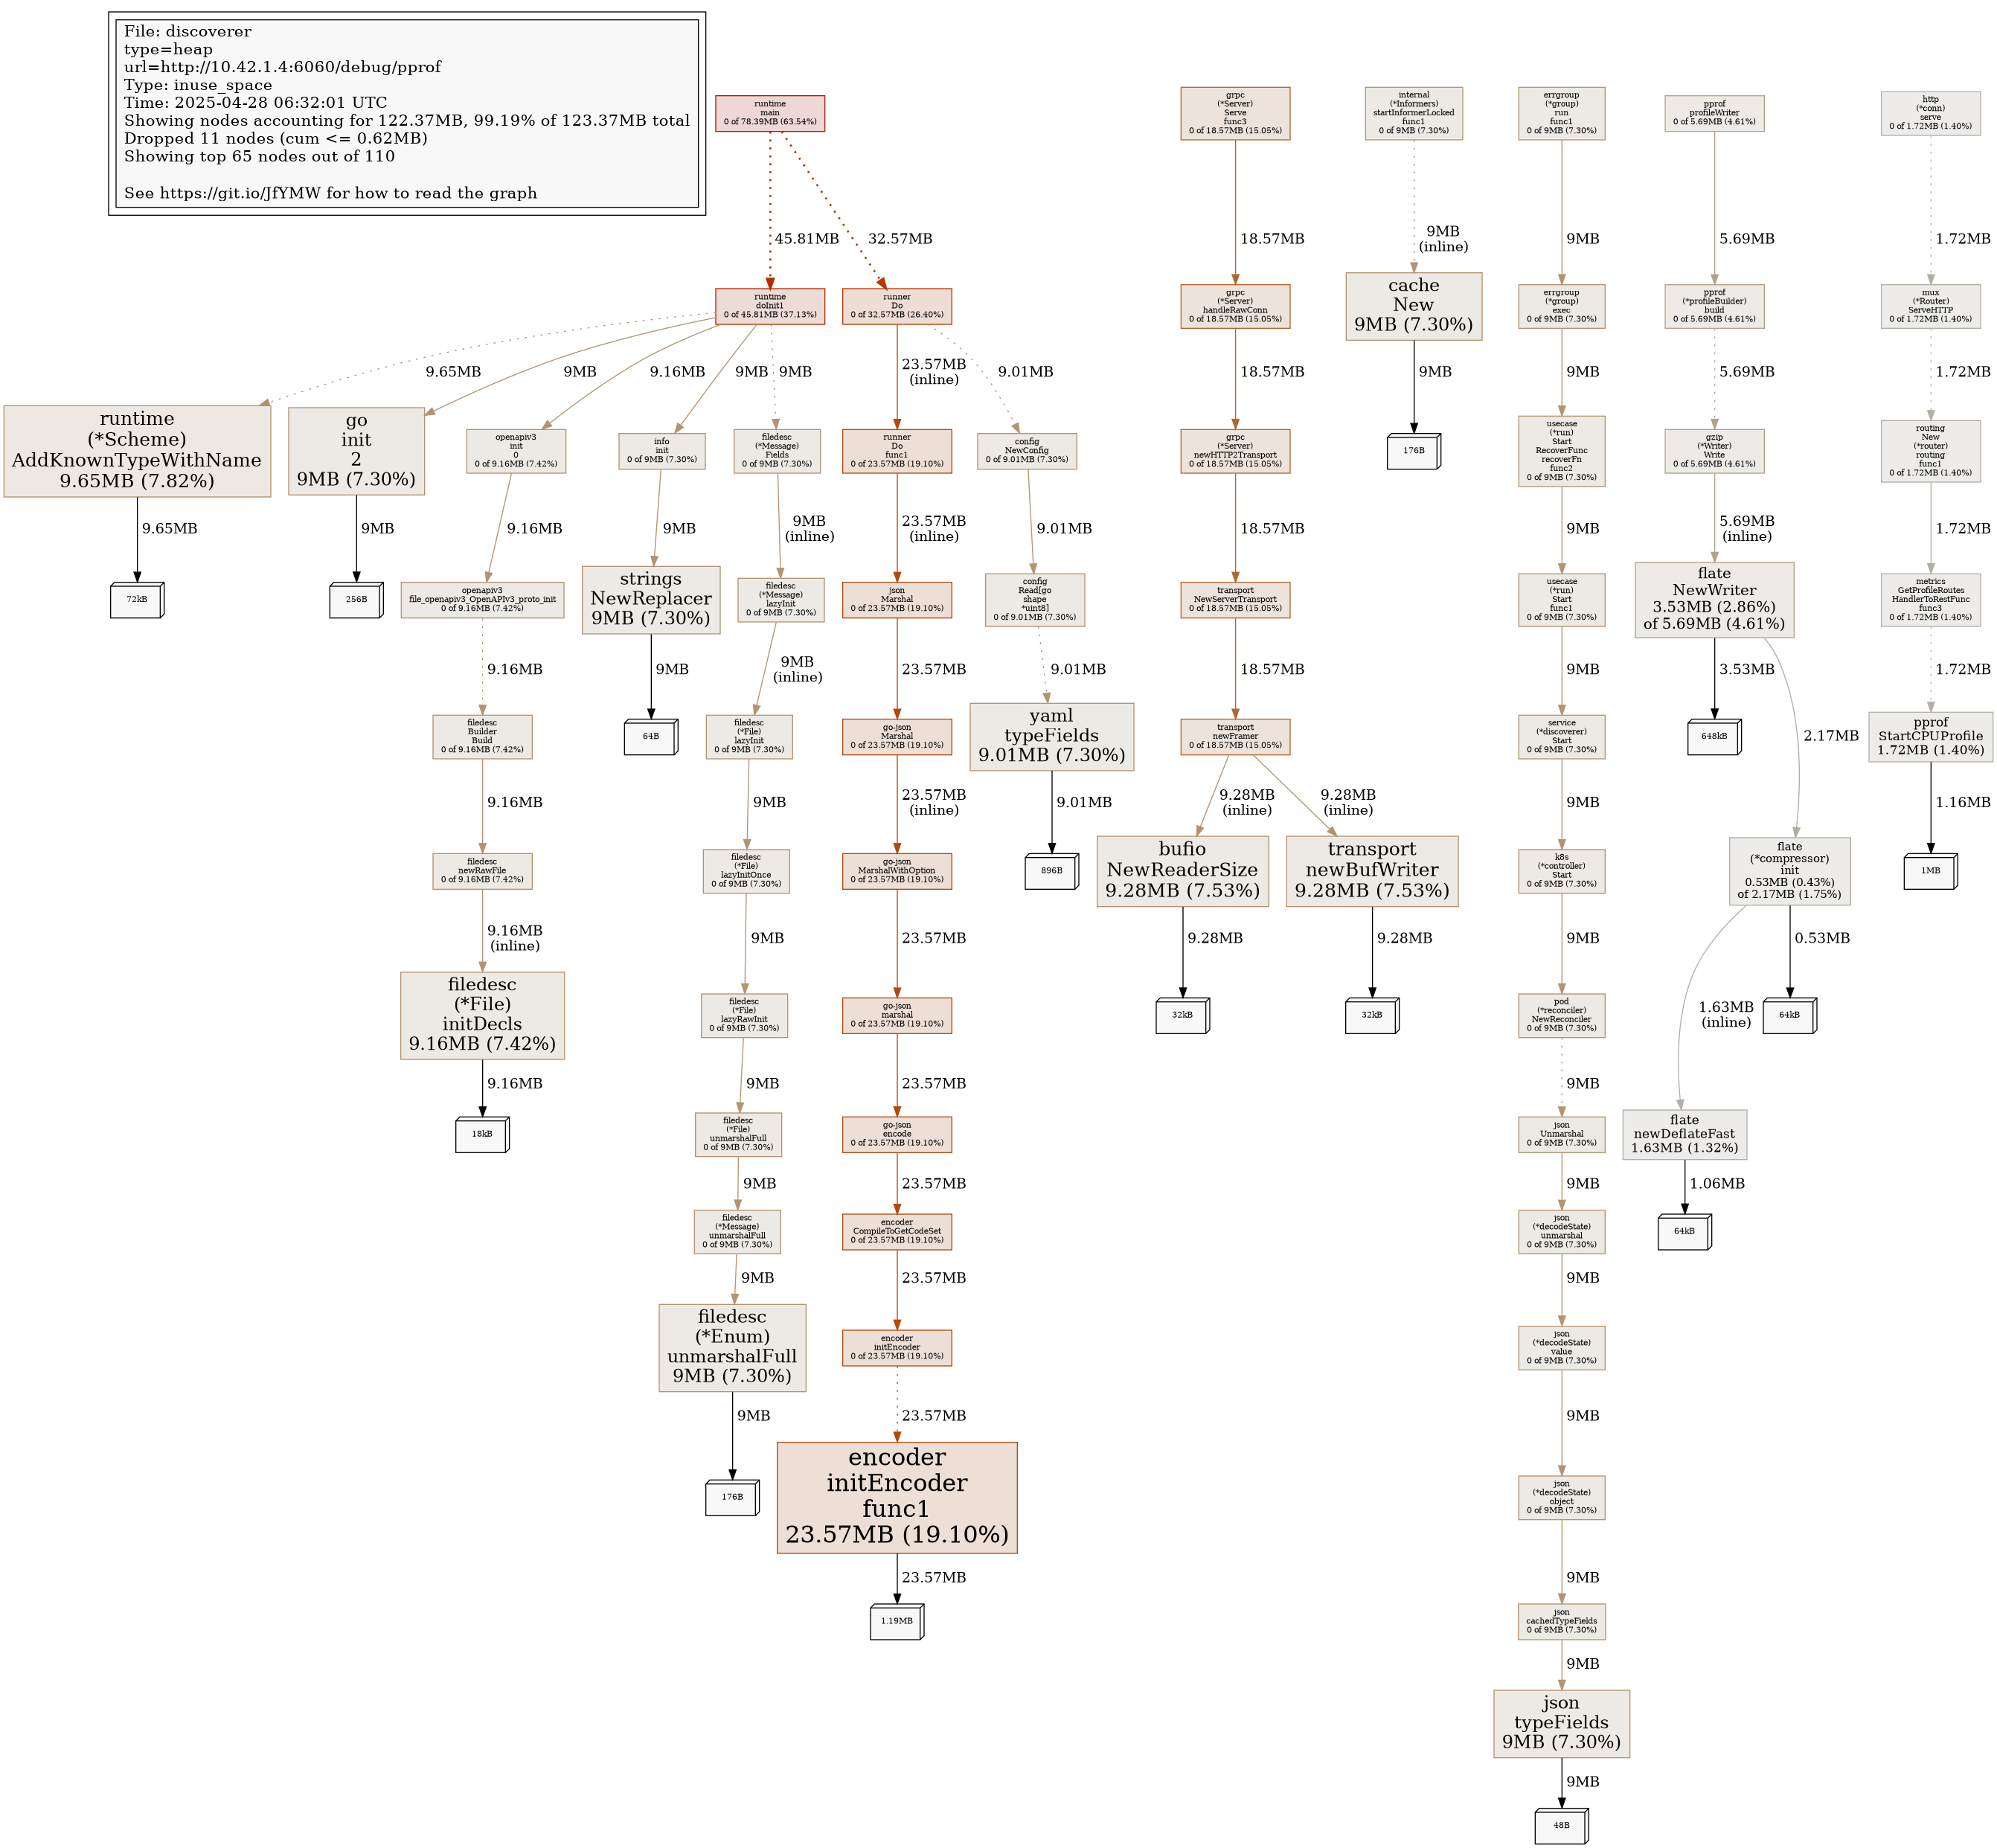 File: discoverer
type=heap
url=http://10.42.1.4:6060/debug/pprof
Type: inuse_space
Time: 2025-04-28 06:32:01 UTC
Showing nodes accounting for 122.37MB, 99.19% of 123.37MB total
Dropped 11 nodes (cum <= 0.62MB)
Showing top 65 nodes out of 110
See https://git.io/JfYMW for how to read the graph
runtime
main
0 of 78.39MB (63.54%)
45.81MB
32.57MB
runtime
doInit1
0 of 45.81MB (37.13%)
runner
Do
0 of 32.57MB (26.40%)
9.65MB
9MB
9.16MB
9MB
9MB
23.57MB
(inline)
9.01MB
runtime
(*Scheme)
AddKnownTypeWithName
9.65MB (7.82%)
9.65MB
72kB
go
init
2
9MB (7.30%)
9MB
256B
openapiv3
init
0
0 of 9.16MB (7.42%)
9.16MB
openapiv3
file_openapiv3_OpenAPIv3_proto_init
0 of 9.16MB (7.42%)
9.16MB
filedesc
Builder
Build
0 of 9.16MB (7.42%)
9.16MB
filedesc
newRawFile
0 of 9.16MB (7.42%)
9.16MB
(inline)
filedesc
(*File)
initDecls
9.16MB (7.42%)
9.16MB
18kB
info
init
0 of 9MB (7.30%)
9MB
strings
NewReplacer
9MB (7.30%)
9MB
64B
filedesc
(*Message)
Fields
0 of 9MB (7.30%)
9MB
(inline)
filedesc
(*Message)
lazyInit
0 of 9MB (7.30%)
9MB
(inline)
filedesc
(*File)
lazyInit
0 of 9MB (7.30%)
9MB
filedesc
(*File)
lazyInitOnce
0 of 9MB (7.30%)
9MB
filedesc
(*File)
lazyRawInit
0 of 9MB (7.30%)
9MB
filedesc
(*File)
unmarshalFull
0 of 9MB (7.30%)
9MB
filedesc
(*Message)
unmarshalFull
0 of 9MB (7.30%)
9MB
filedesc
(*Enum)
unmarshalFull
9MB (7.30%)
9MB
176B
runner
Do
func1
0 of 23.57MB (19.10%)
23.57MB
(inline)
json
Marshal
0 of 23.57MB (19.10%)
23.57MB
go-json
Marshal
0 of 23.57MB (19.10%)
23.57MB
(inline)
go-json
MarshalWithOption
0 of 23.57MB (19.10%)
23.57MB
go-json
marshal
0 of 23.57MB (19.10%)
23.57MB
go-json
encode
0 of 23.57MB (19.10%)
23.57MB
encoder
CompileToGetCodeSet
0 of 23.57MB (19.10%)
23.57MB
encoder
initEncoder
0 of 23.57MB (19.10%)
23.57MB
encoder
initEncoder
func1
23.57MB (19.10%)
23.57MB
1.19MB
config
NewConfig
0 of 9.01MB (7.30%)
9.01MB
config
Read[go
shape
*uint8]
0 of 9.01MB (7.30%)
9.01MB
yaml
typeFields
9.01MB (7.30%)
9.01MB
896B
grpc
(*Server)
Serve
func3
0 of 18.57MB (15.05%)
18.57MB
grpc
(*Server)
handleRawConn
0 of 18.57MB (15.05%)
18.57MB
grpc
(*Server)
newHTTP2Transport
0 of 18.57MB (15.05%)
18.57MB
transport
NewServerTransport
0 of 18.57MB (15.05%)
18.57MB
transport
newFramer
0 of 18.57MB (15.05%)
9.28MB
(inline)
9.28MB
(inline)
bufio
NewReaderSize
9.28MB (7.53%)
9.28MB
32kB
transport
newBufWriter
9.28MB (7.53%)
9.28MB
32kB
internal
(*Informers)
startInformerLocked
func1
0 of 9MB (7.30%)
9MB
(inline)
cache
New
9MB (7.30%)
9MB
176B
errgroup
(*group)
run
func1
0 of 9MB (7.30%)
9MB
errgroup
(*group)
exec
0 of 9MB (7.30%)
9MB
usecase
(*run)
Start
RecoverFunc
recoverFn
func2
0 of 9MB (7.30%)
9MB
usecase
(*run)
Start
func1
0 of 9MB (7.30%)
9MB
service
(*discoverer)
Start
0 of 9MB (7.30%)
9MB
k8s
(*controller)
Start
0 of 9MB (7.30%)
9MB
pod
(*reconciler)
NewReconciler
0 of 9MB (7.30%)
9MB
json
Unmarshal
0 of 9MB (7.30%)
9MB
json
(*decodeState)
unmarshal
0 of 9MB (7.30%)
9MB
json
(*decodeState)
value
0 of 9MB (7.30%)
9MB
json
(*decodeState)
object
0 of 9MB (7.30%)
9MB
json
cachedTypeFields
0 of 9MB (7.30%)
9MB
json
typeFields
9MB (7.30%)
9MB
48B
pprof
profileWriter
0 of 5.69MB (4.61%)
5.69MB
pprof
(*profileBuilder)
build
0 of 5.69MB (4.61%)
5.69MB
gzip
(*Writer)
Write
0 of 5.69MB (4.61%)
5.69MB
(inline)
flate
NewWriter
3.53MB (2.86%)
of 5.69MB (4.61%)
3.53MB
648kB
2.17MB
flate
(*compressor)
init
0.53MB (0.43%)
of 2.17MB (1.75%)
1.63MB
(inline)
0.53MB
64kB
flate
newDeflateFast
1.63MB (1.32%)
1.06MB
64kB
http
(*conn)
serve
0 of 1.72MB (1.40%)
1.72MB
mux
(*Router)
ServeHTTP
0 of 1.72MB (1.40%)
1.72MB
routing
New
(*router)
routing
func1
0 of 1.72MB (1.40%)
1.72MB
metrics
GetProfileRoutes
HandlerToRestFunc
func3
0 of 1.72MB (1.40%)
1.72MB
pprof
StartCPUProfile
1.72MB (1.40%)
1.16MB
1MB